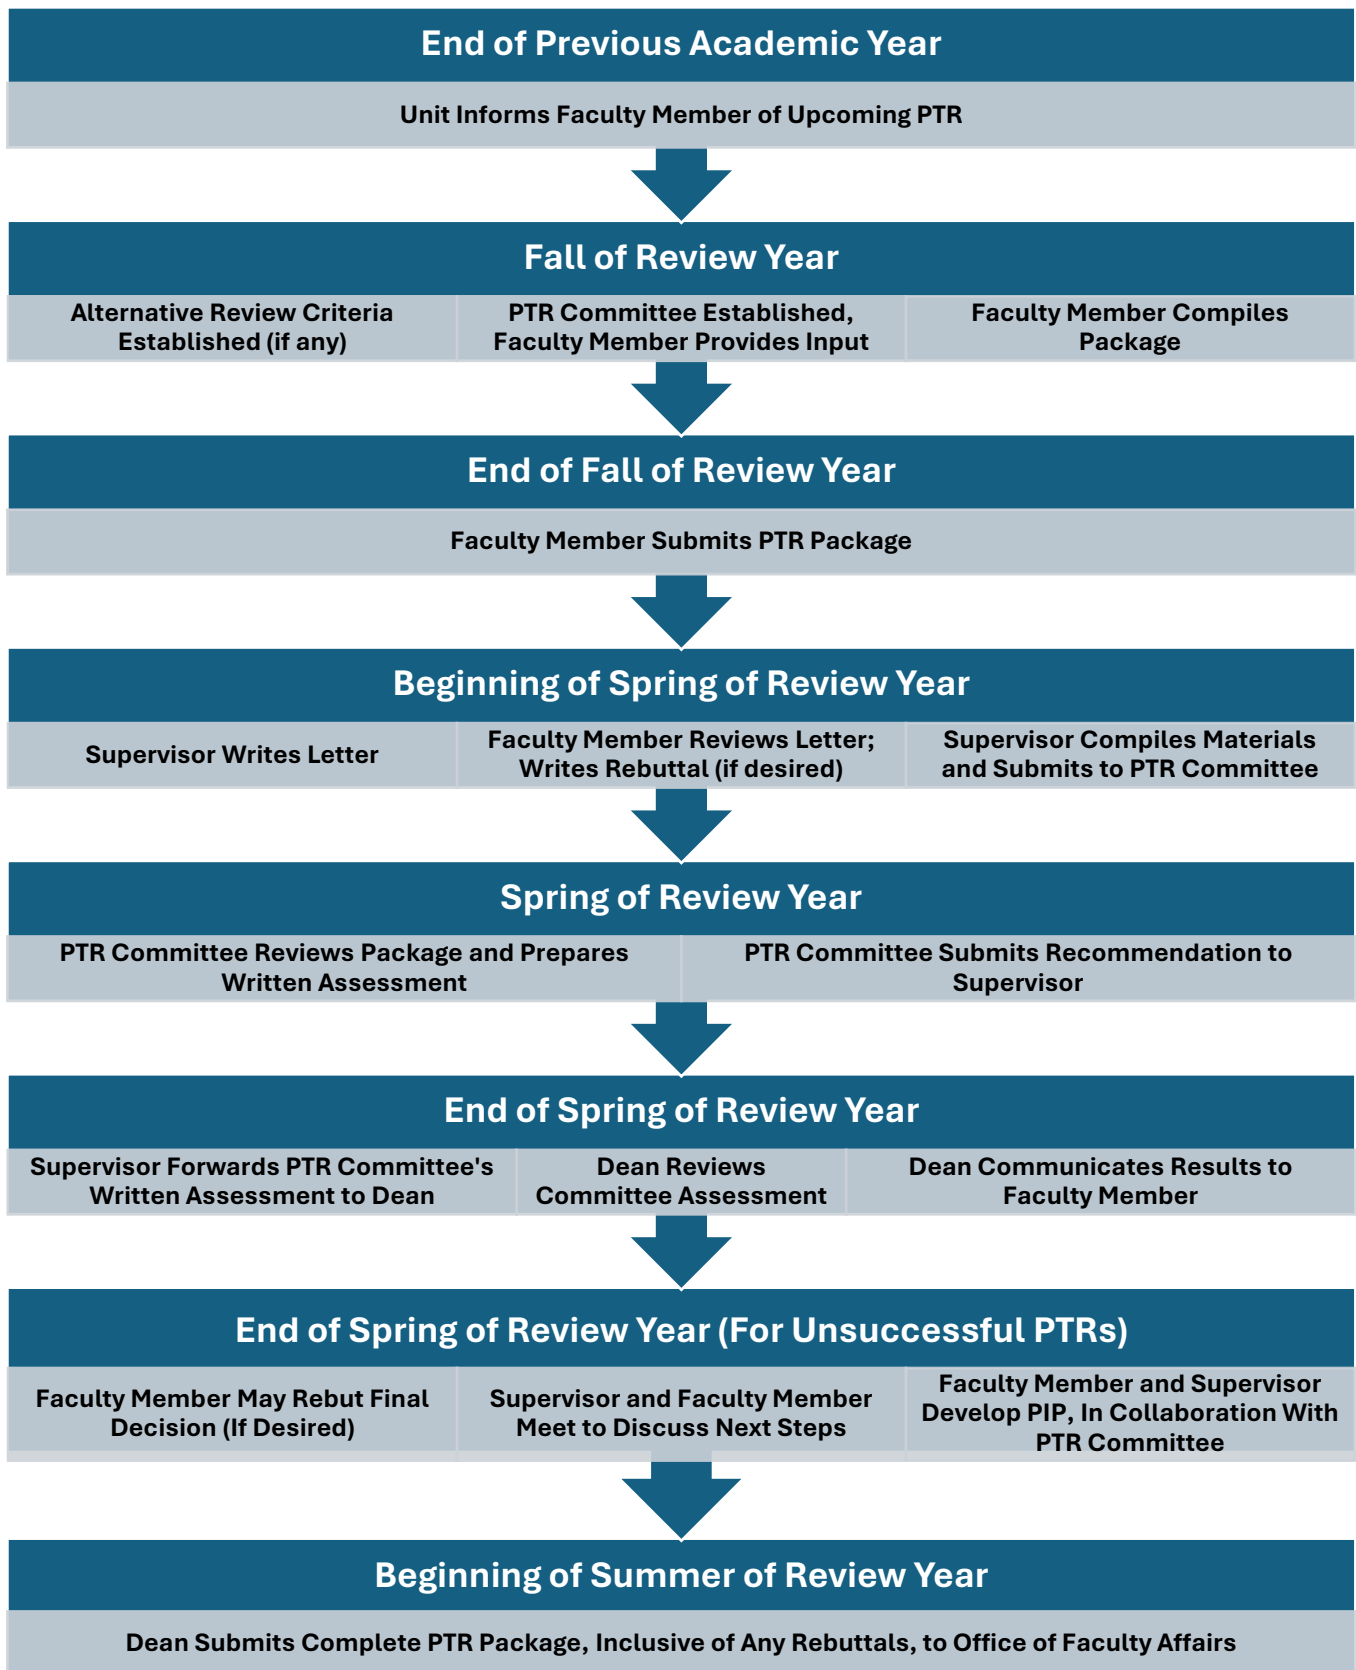 End of Previous Academic Year
Unit Informs Faculty Member of Upcoming PTR
Fall of Review Year
Alternative Review Criteria
Established (if any)
PTR Committee Established,
Faculty Member Provides Input
Faculty Member Compiles
Package
End of Fall of Review Year
Faculty Member Submits PTR Package
Beginning of Spring of Review Year
Supervisor Writes Letter
Faculty Member Reviews Letter;
Writes Rebuttal (if desired)
Supervisor Compiles Materials
and Submits to PTR Committee
Spring of Review Year
PTR Committee Reviews Package and Prepares
Written Assessment
PTR Committee Submits Recommendation to
Supervisor
End of Spring of Review Year
Supervisor Forwards PTR Committee's
Written Assessment to Dean
Dean Reviews
Committee Assessment
Dean Communicates Results to
Faculty Member
End of Spring of Review Year (For Unsuccessful PTRs)
Faculty Member May Rebut Final
Decision (If Desired)
Supervisor and Faculty Member
Meet to Discuss Next Steps
Faculty Member and Supervisor
Develop PIP, In Collaboration With
PTR Committee
Beginning of Summer of Review Year
Dean Submits Complete PTR Package, Inclusive of Any Rebuttals, to Office of Faculty Affairs